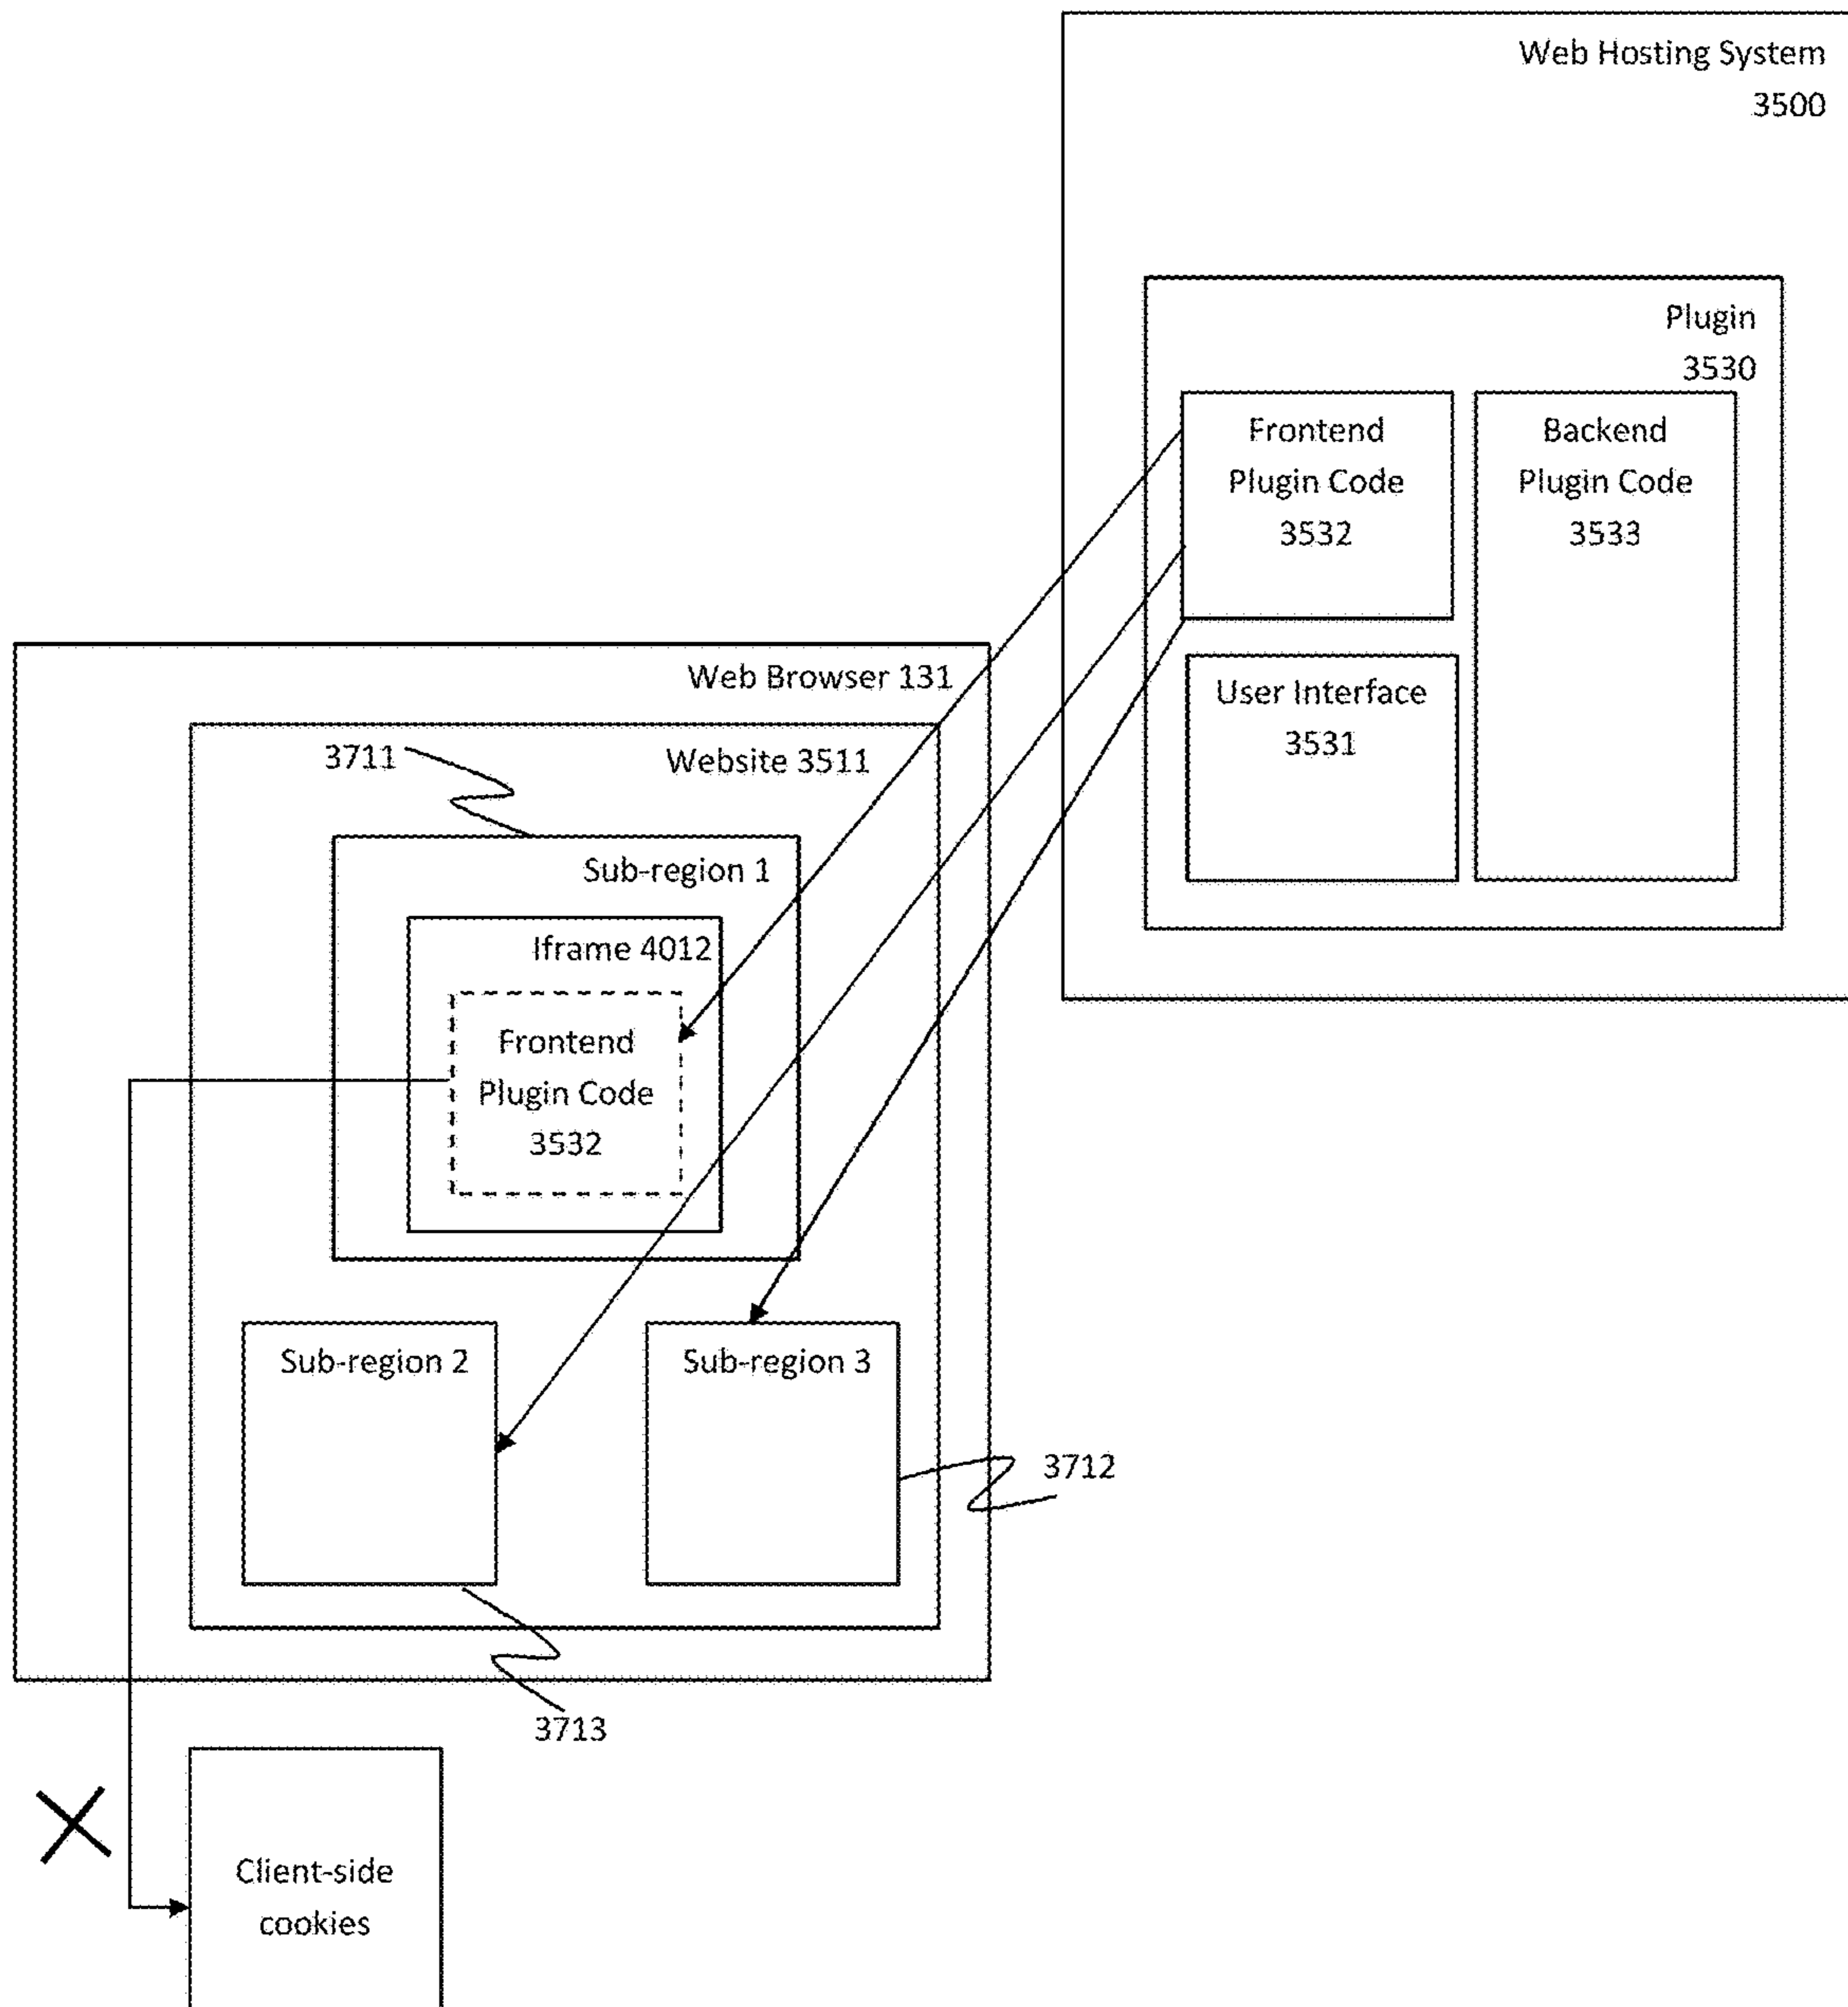 Web Hosting System
3500
Plugin
3530
Frontend
Plugin Code
3532
Backend
Plugin Code
3533
User Interface
3531
Web Browser 131
Website 3511
3711
Sub-region 1
Iframe 4012
Frontend
Plugin Code
3532
Sub-region 2
Sub-region 3
3712
3713
Client-side
cookies